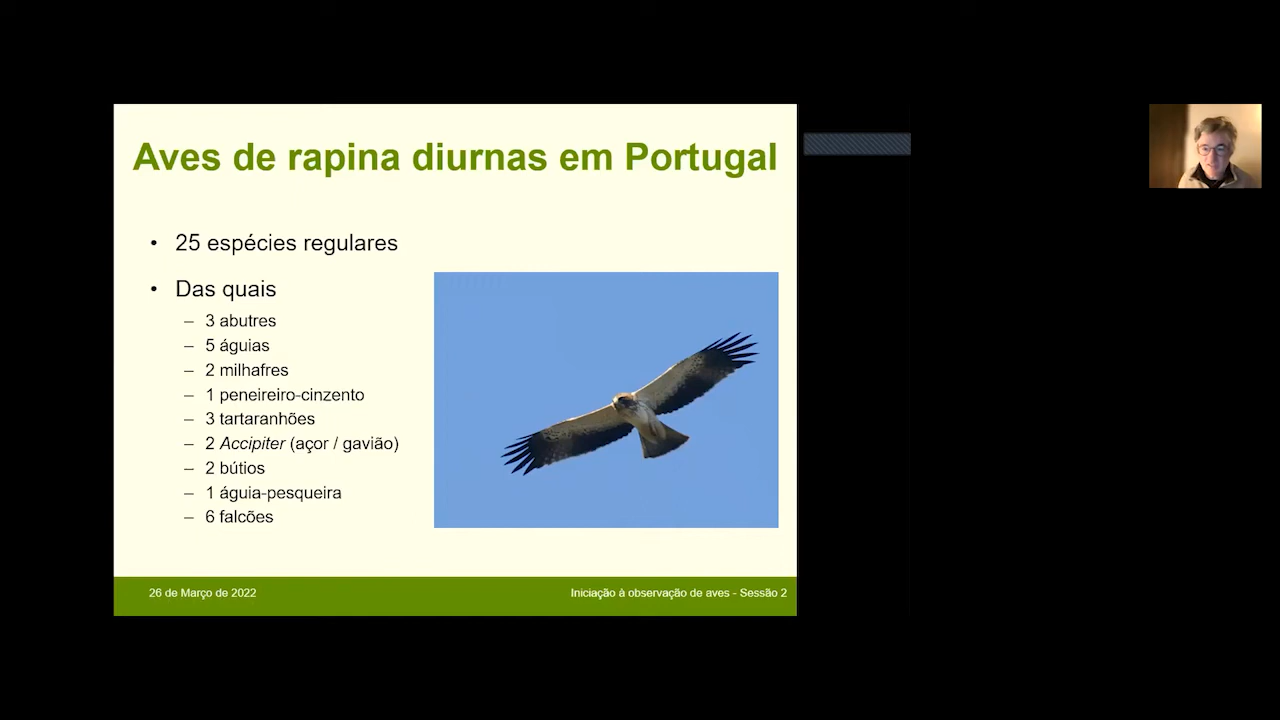 Aves de rapina diurnas em Portugal
• 25 espécies regulares
• Das quais
– 3 abutres
– 5 águias
– 2 milhafres
– 1 peneireiro-cinzento
– 3 tartaranhões
– 2 Accipiter (açor / gavião)
– 2 bútios
– 1 águia-pesqueira
– 6 falcões
26 de Março de 2022
Iniciação à observação de aves - Sessão 2